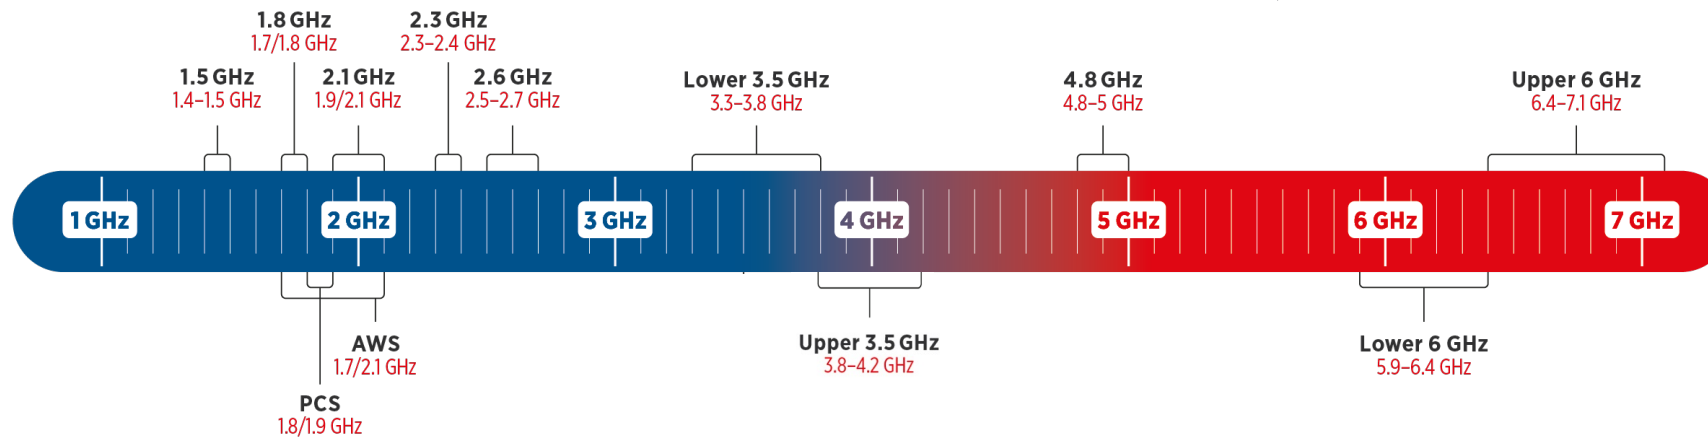 1.8 GHz
1.7/1.8 GHz
2.3 GHz
2.3–2.4 GHz
1.5 GHz
1.4–1.5 GHz
2.1 GHz
1.9/2.1 GHz
2.6 GHz
2.5–2.7 GHz
Lower 3.5 GHz
3.3–3.8 GHz
4.8 GHz
4.8–5 GHz
Upper 6 GHz
6.4–7.1 GHz
1 GHz
2 GHz
3 GHz
4 GHz
5 GHz
6 GHz
7 GHz
AWS
1.7/2.1 GHz
PCS
1.8/1.9 GHz
Upper 3.5 GHz
3.8–4.2 GHz
Lower 6 GHz
5.9–6.4 GHz